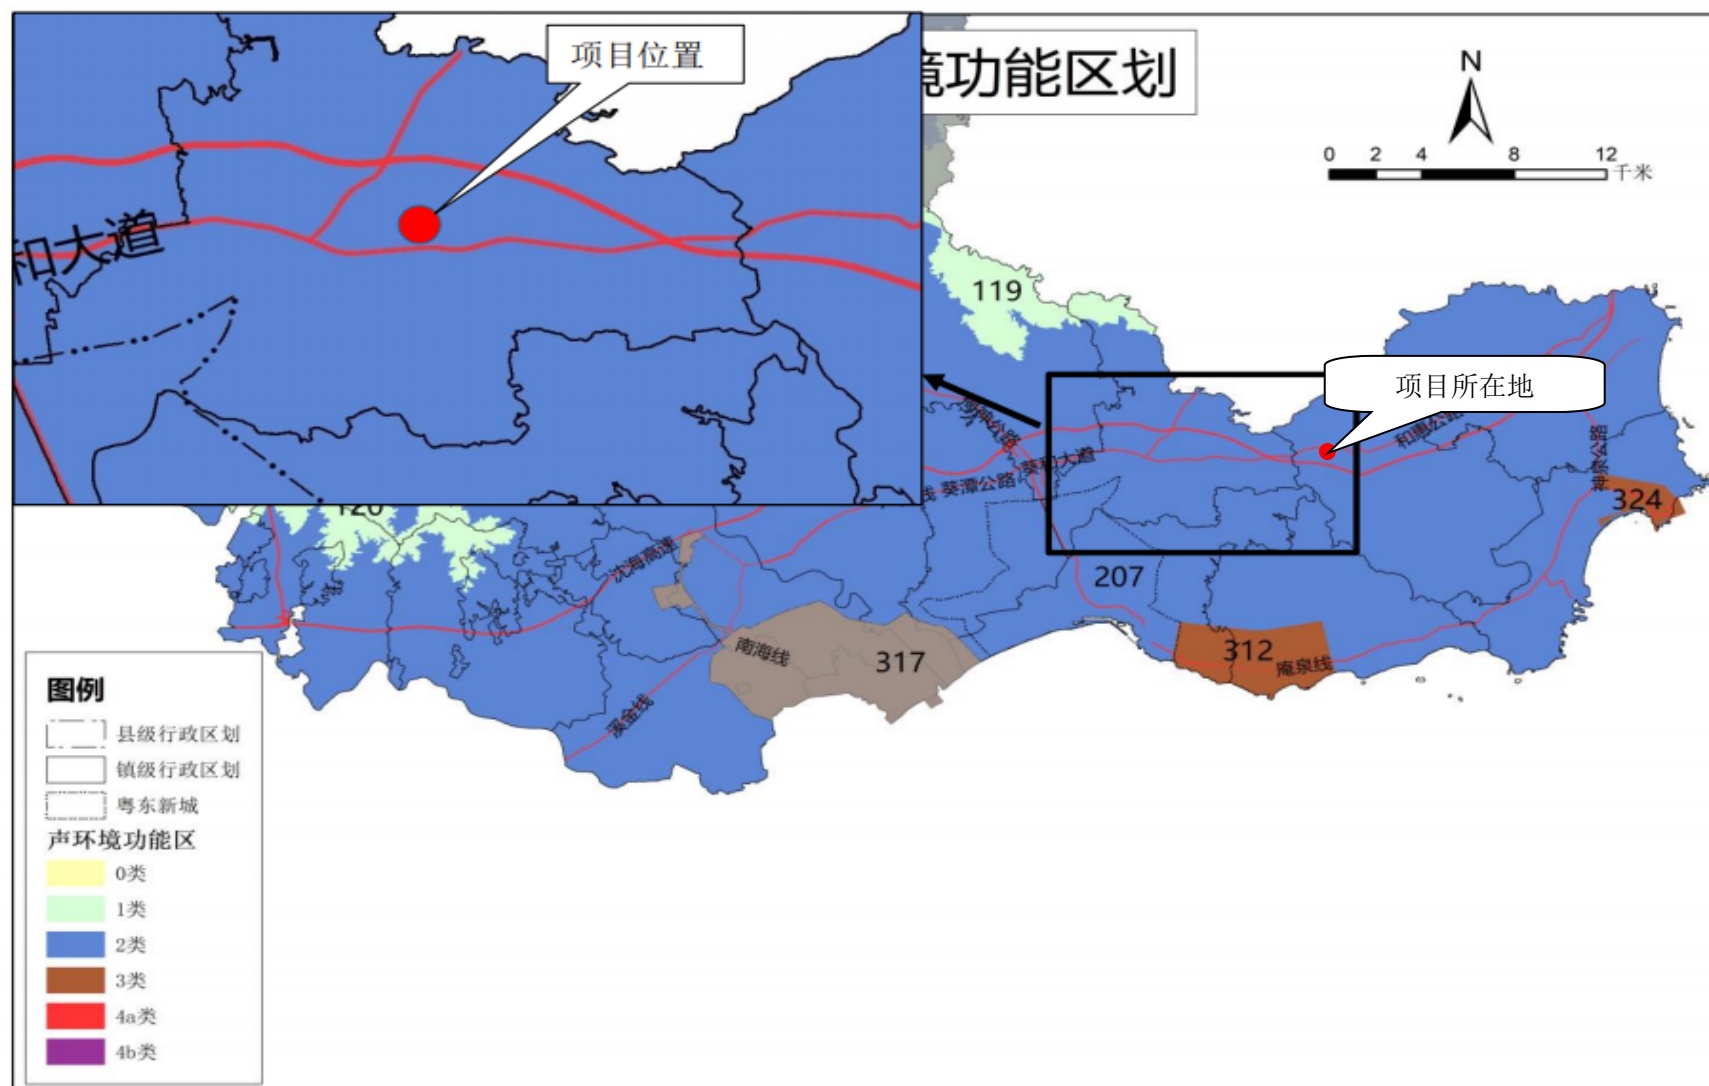 项目位置
境功能区划
N
0 2 4 8 12
千米
和大道
119
项目所在地
和惠公路
葵和大道
线 葵潭公路
神泉公路
324
120
沈海高速
207
南海线
317
312
庵泉线
溪金线
图例
县级行政区划
镇级行政区划
粤东新城
声环境功能区
0类
1类
2类
3类
4a类
4b类